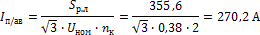 I_п/ав = S_р.л / (√3 · U_ном · n_к) = 355,6 / (√3 · 0,38 · 2) = 270,2 А